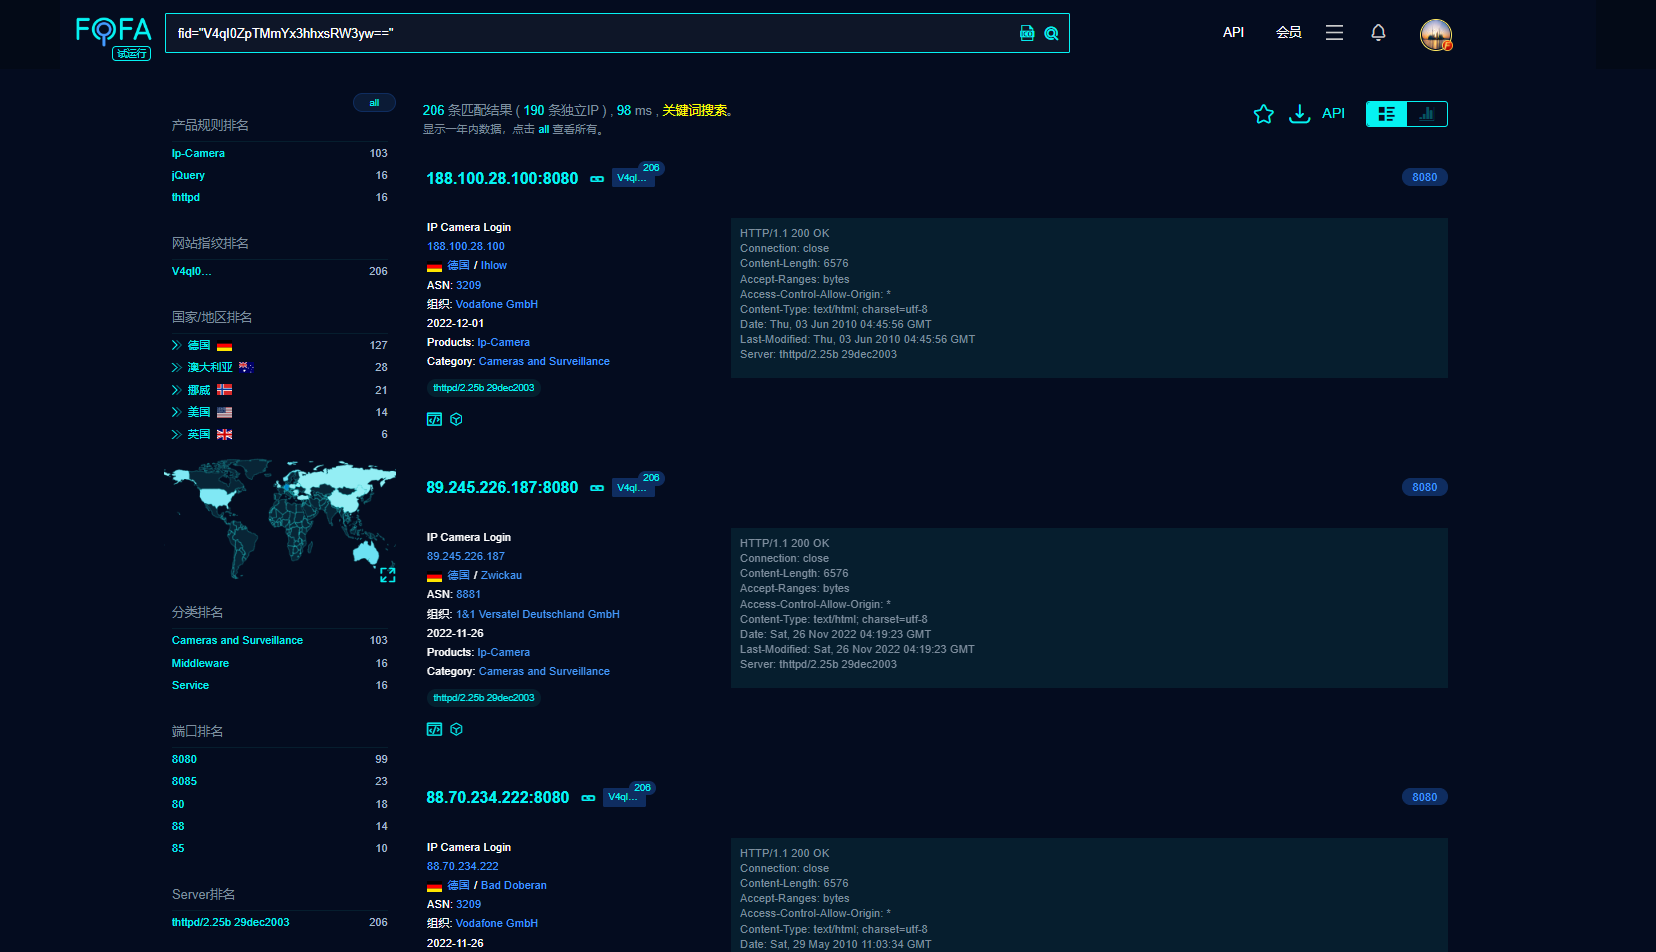 FOFA
试运行
fid="V4qI0ZpTMmYx3hhxsRW3yw=="
API
会员
all
产品规则排名
Ip-Camera 103
jQuery 16
thttpd 16
网站指纹排名
V4qI0... 206
国家/地区排名
德国 127
澳大利亚 28
挪威 21
美国 14
英国 6
分类排名
Cameras and Surveillance 103
Middleware 16
Service 16
端口排名
8080 99
8085 23
80 18
88 14
85 10
Server排名
thttpd/2.25b 29dec2003 206
206 条匹配结果 ( 190 条独立IP ) , 98 ms , 关键词搜索。
显示一年内数据，点击 all 查看所有。
API
188.100.28.100:8080
V4qI...
206
8080
IP Camera Login
188.100.28.100
德国 / Ihlow
ASN: 3209
组织: Vodafone GmbH
2022-12-01
Products: Ip-Camera
Category: Cameras and Surveillance
thttpd/2.25b 29dec2003
HTTP/1.1 200 OK
Connection: close
Content-Length: 6576
Accept-Ranges: bytes
Access-Control-Allow-Origin: *
Content-Type: text/html; charset=utf-8
Date: Thu, 03 Jun 2010 04:45:56 GMT
Last-Modified: Thu, 03 Jun 2010 04:45:56 GMT
Server: thttpd/2.25b 29dec2003
89.245.226.187:8080
V4qI...
206
8080
IP Camera Login
89.245.226.187
德国 / Zwickau
ASN: 8881
组织: 1&1 Versatel Deutschland GmbH
2022-11-26
Products: Ip-Camera
Category: Cameras and Surveillance
thttpd/2.25b 29dec2003
HTTP/1.1 200 OK
Connection: close
Content-Length: 6576
Accept-Ranges: bytes
Access-Control-Allow-Origin: *
Content-Type: text/html; charset=utf-8
Date: Sat, 26 Nov 2022 04:19:23 GMT
Last-Modified: Sat, 26 Nov 2022 04:19:23 GMT
Server: thttpd/2.25b 29dec2003
88.70.234.222:8080
V4qI...
206
8080
IP Camera Login
88.70.234.222
德国 / Bad Doberan
ASN: 3209
组织: Vodafone GmbH
2022-11-26
HTTP/1.1 200 OK
Connection: close
Content-Length: 6576
Accept-Ranges: bytes
Access-Control-Allow-Origin: *
Content-Type: text/html; charset=utf-8
Date: Sat, 29 May 2010 11:03:34 GMT